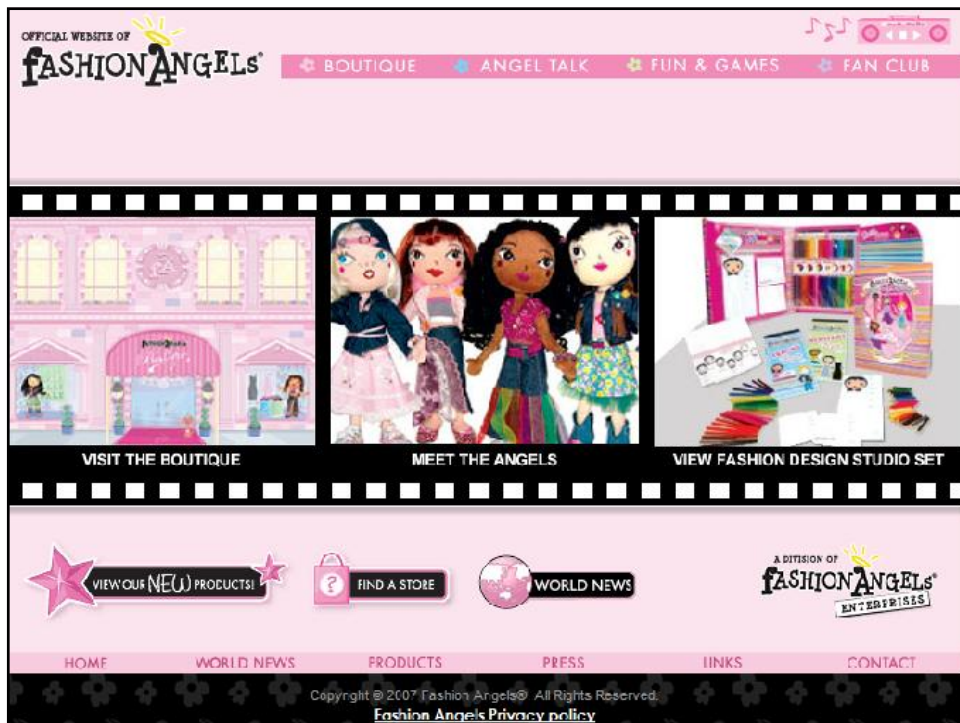 OFFICIAL WEBSITE OF
FASHION ANGELS®
BOUTIQUE ANGEL TALK FUN & GAMES FAN CLUB
VISIT THE BOUTIQUE
MEET THE ANGELS
VIEW FASHION DESIGN STUDIO SET
VIEW OUR NEW PRODUCTS!
?
FIND A STORE
WORLD NEWS
A DIVISION OF
FASHION ANGELS®
ENTERPRISES
HOME WORLD NEWS PRODUCTS PRESS LINKS CONTACT
Copyright © 2007 Fashion Angels® All Rights Reserved.
Fashion Angels Privacy policy